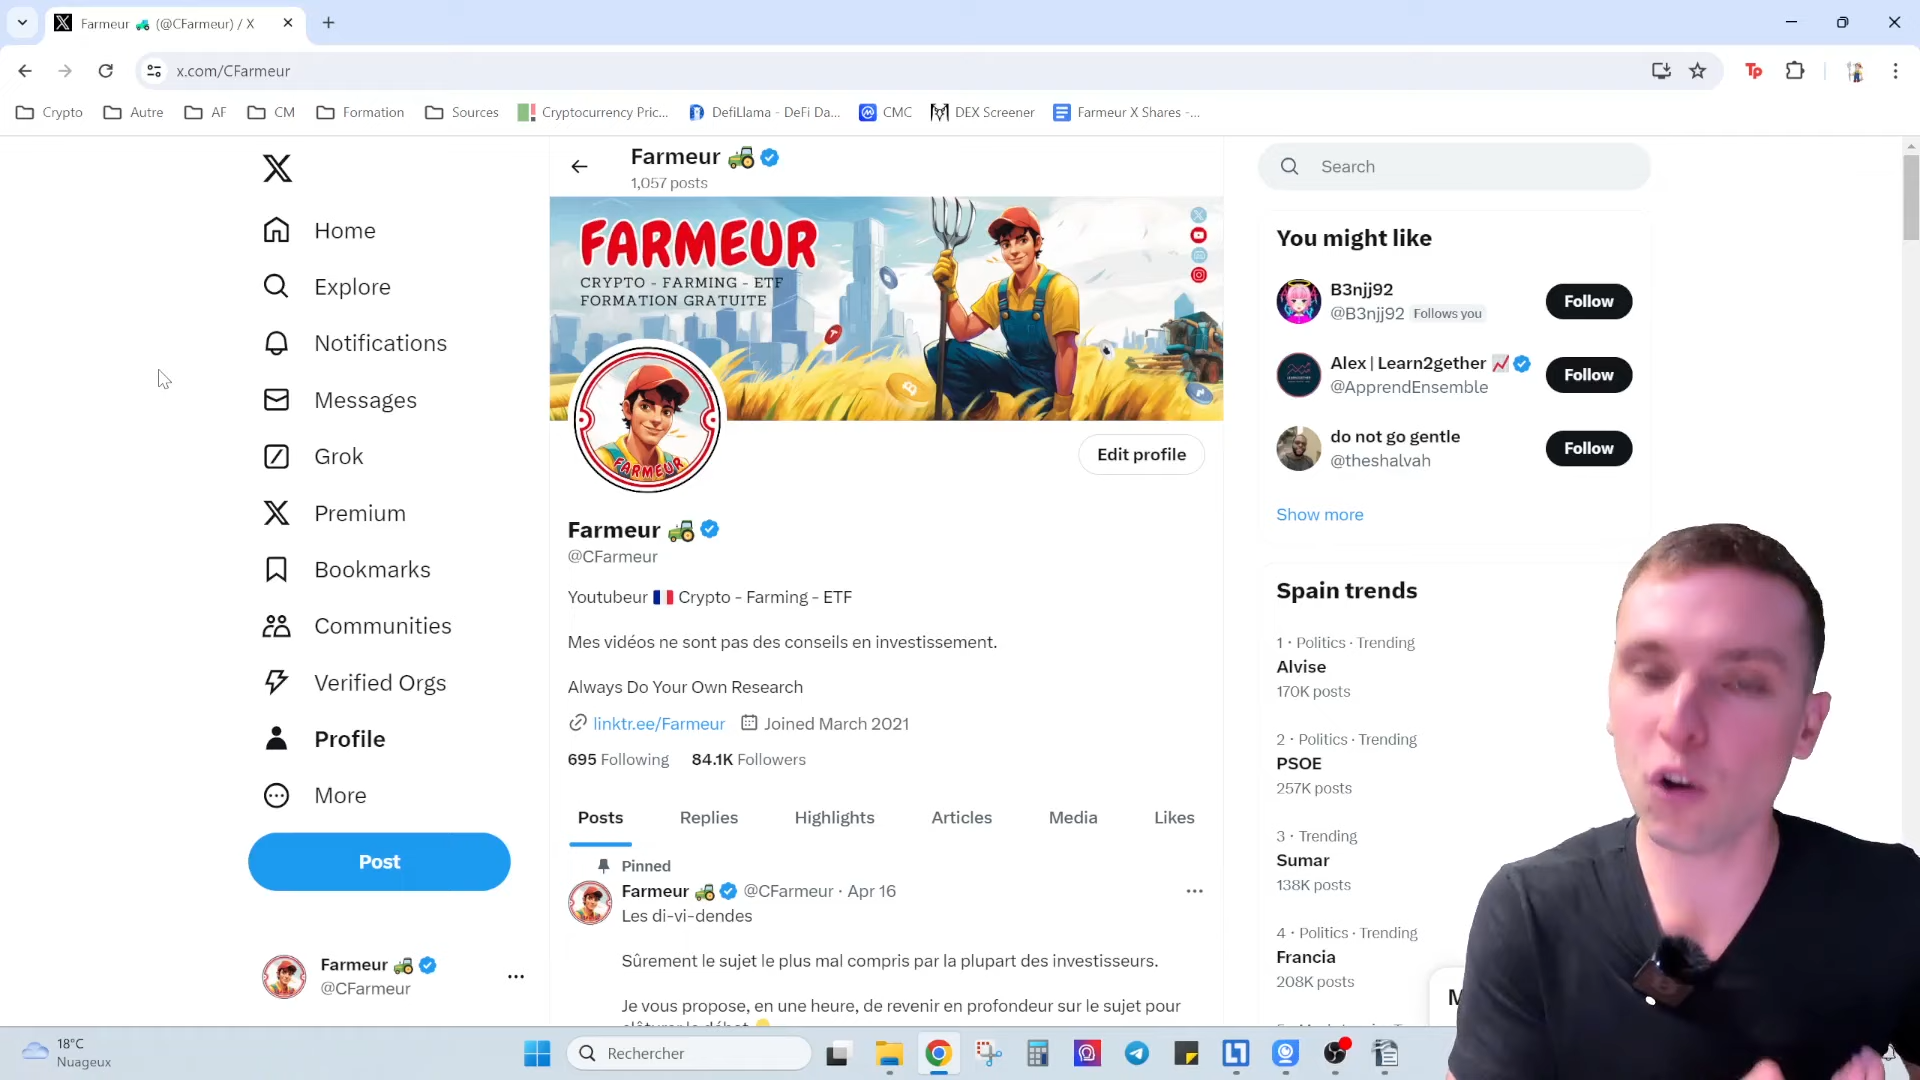 Farmeur (@CFarmeur) / X
x.com/CFarmeur
Tp
Crypto
Autre
AF
CM
Formation
Sources
Cryptocurrency Pric...
DefiLlama - DeFi Da...
CMC
DEX Screener
Farmeur X Shares -...
Home
Explore
Notifications
Messages
Grok
Premium
Bookmarks
Communities
Verified Orgs
Profile
More
Post
Farmeur
@CFarmeur
Farmeur
1,057 posts
FARMEUR
CRYPTO - FARMING - ETF
FORMATION GRATUITE
FARMEUR
Edit profile
Farmeur
@CFarmeur
Youtubeur Crypto - Farming - ETF
Mes vidéos ne sont pas des conseils en investissement.
Always Do Your Own Research
linktr.ee/Farmeur Joined March 2021
695 Following 84.1K Followers
Posts
Replies
Highlights
Articles
Media
Likes
Pinned
Farmeur @CFarmeur · Apr 16
Les di-vi-dendes
Sûrement le sujet le plus mal compris par la plupart des investisseurs.
Je vous propose, en une heure, de revenir en profondeur sur le sujet pour
Search
You might like
B3njj92
@B3njj92 Follows you
Follow
Alex | Learn2gether
@ApprendEnsemble
Follow
do not go gentle
@theshalvah
Follow
Show more
Spain trends
1 · Politics · Trending
Alvise
170K posts
2 · Politics · Trending
PSOE
257K posts
3 · Trending
Sumar
138K posts
4 · Politics · Trending
Francia
208K posts
18°C
Nuageux
Rechercher